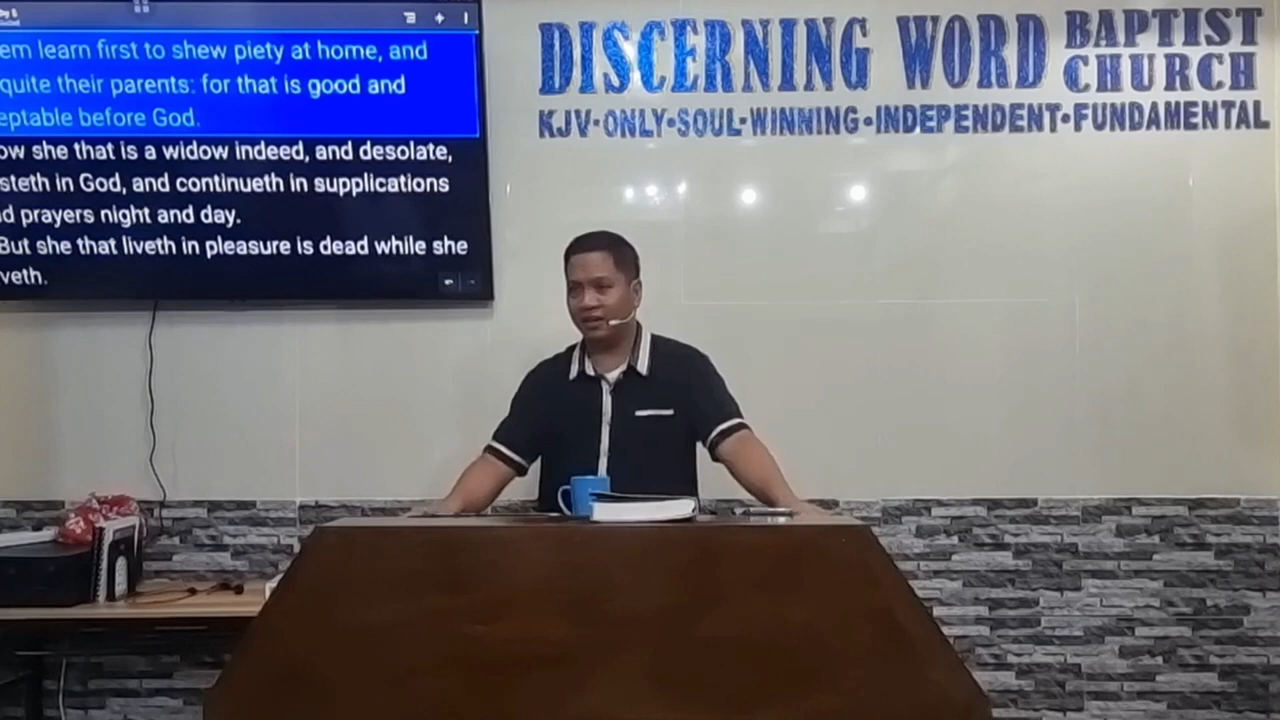 em learn first to shew piety at home, and
quite their parents: for that is good and
eptable before God.
ow she that is a widow indeed, and desolate,
steth in God, and continueth in supplications
d prayers night and day.
But she that liveth in pleasure is dead while she
veth.
DISCERNING WORD BAPTIST CHURCH
KJV-ONLY•SOUL-WINNING•INDEPENDENT•FUNDAMENTAL